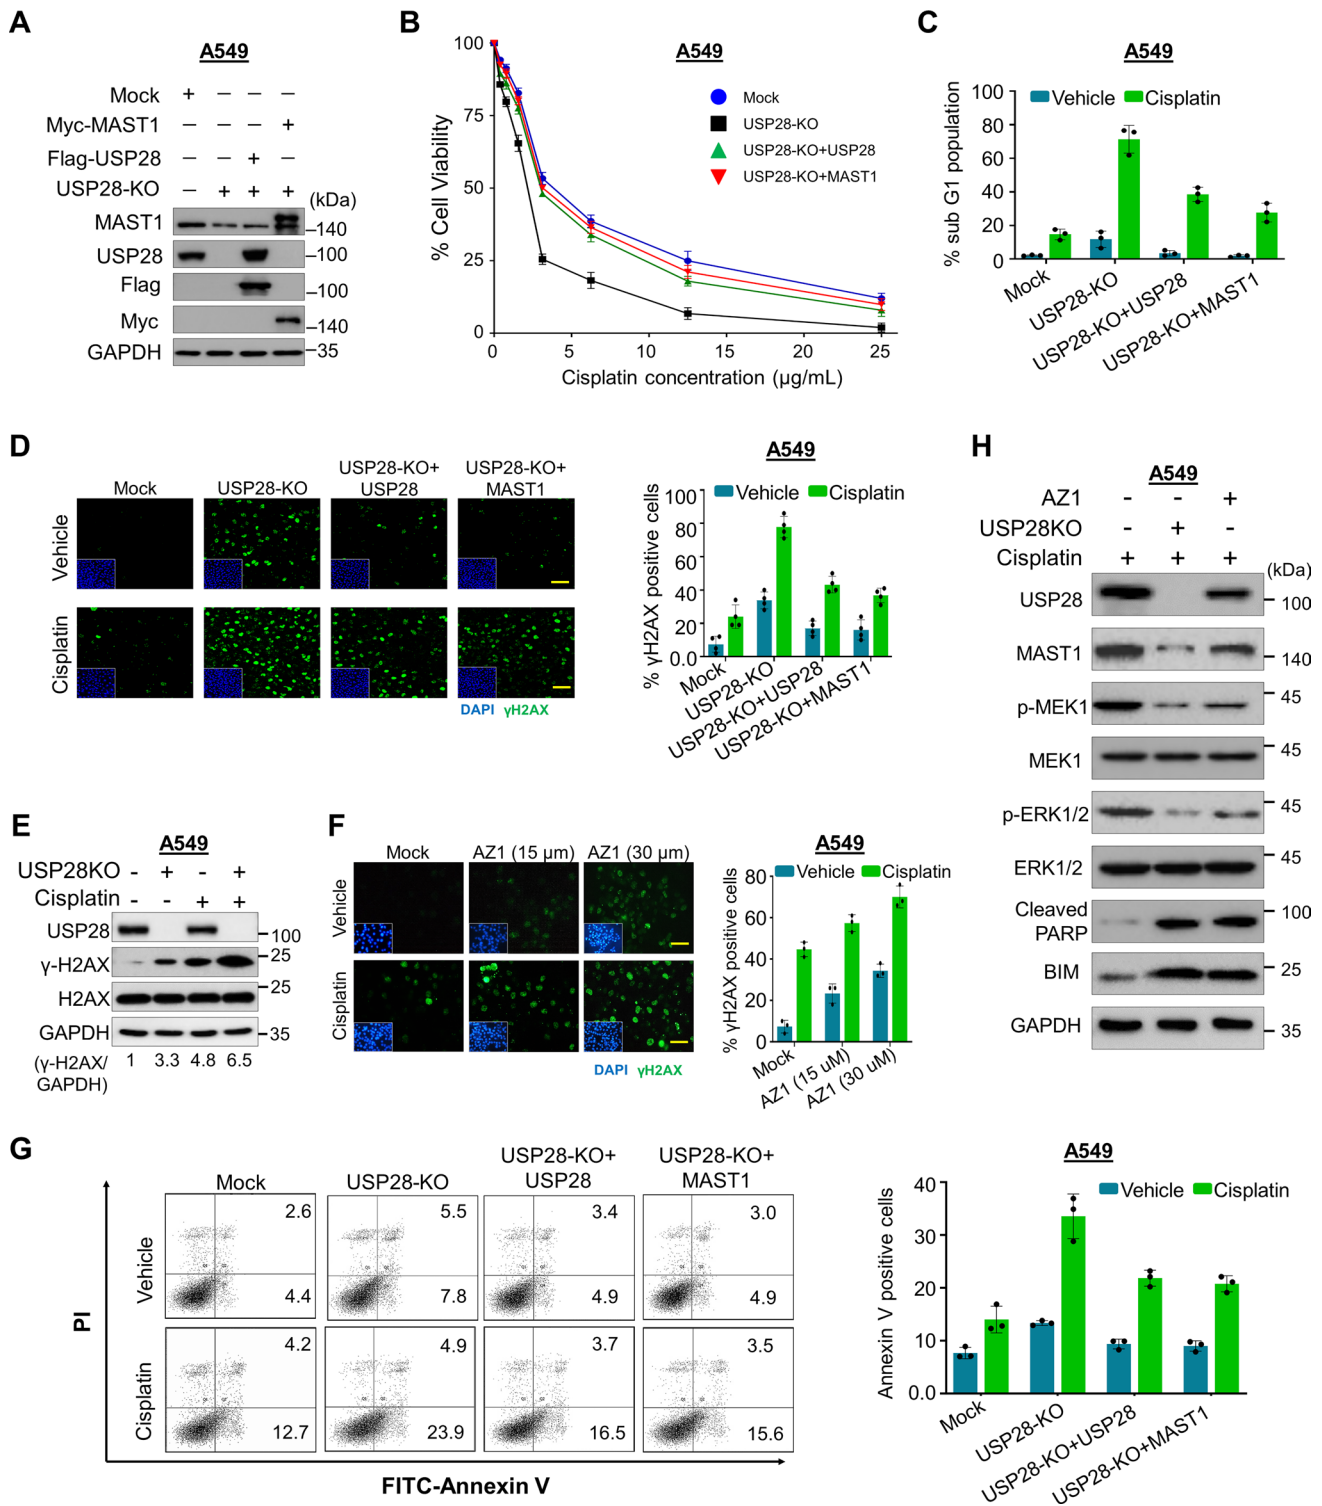 A
A549
Mock + − − −
Myc-MAST1 − − − +
Flag-USP28 − − + −
USP28-KO − + + +
(kDa)
MAST1 –140
USP28 –100
Flag –100
Myc –140
GAPDH –35
B
A549
% Cell Viability
100
75
50
25
0
0 5 10 15 20 25
Cisplatin concentration (µg/mL)
Mock
USP28-KO
USP28-KO+USP28
USP28-KO+MAST1
C
A549
Vehicle Cisplatin
% sub G1 population
100
80
60
40
20
0
Mock
USP28-KO
USP28-KO+USP28
USP28-KO+MAST1
D
Mock
USP28-KO
USP28-KO+
USP28
USP28-KO+
MAST1
Vehicle
Cisplatin
DAPI γH2AX
A549
Vehicle Cisplatin
% γH2AX positive cells
100
80
60
40
20
0.0
Mock
USP28-KO
USP28-KO+USP28
USP28-KO+MAST1
H
A549
AZ1 - - +
USP28KO - + -
Cisplatin + + +
(kDa)
USP28 100
MAST1 140
p-MEK1 45
MEK1 45
p-ERK1/2 45
ERK1/2 45
Cleaved
PARP 100
BIM 25
GAPDH 35
E
A549
USP28KO - + - +
Cisplatin - - + +
USP28 100
γ-H2AX 25
H2AX 25
GAPDH 35
(γ-H2AX/
GAPDH)
1 3.3 4.8 6.5
F
Mock AZ1 (15 µm) AZ1 (30 µm)
Vehicle
Cisplatin
DAPI γH2AX
A549
Vehicle Cisplatin
% γH2AX positive cells
80
60
40
20
0
Mock
AZ1 (15 uM)
AZ1 (30 uM)
G
Mock
USP28-KO
USP28-KO+
USP28
USP28-KO+
MAST1
Vehicle
2.6 5.5 3.4 3.0
4.4 7.8 4.9 4.9
Cisplatin
4.2 4.9 3.7 3.5
12.7 23.9 16.5 15.6
PI
FITC-Annexin V
A549
Vehicle Cisplatin
Annexin V positive cells
40
30
20
10
0.0
Mock
USP28-KO
USP28-KO+USP28
USP28-KO+MAST1